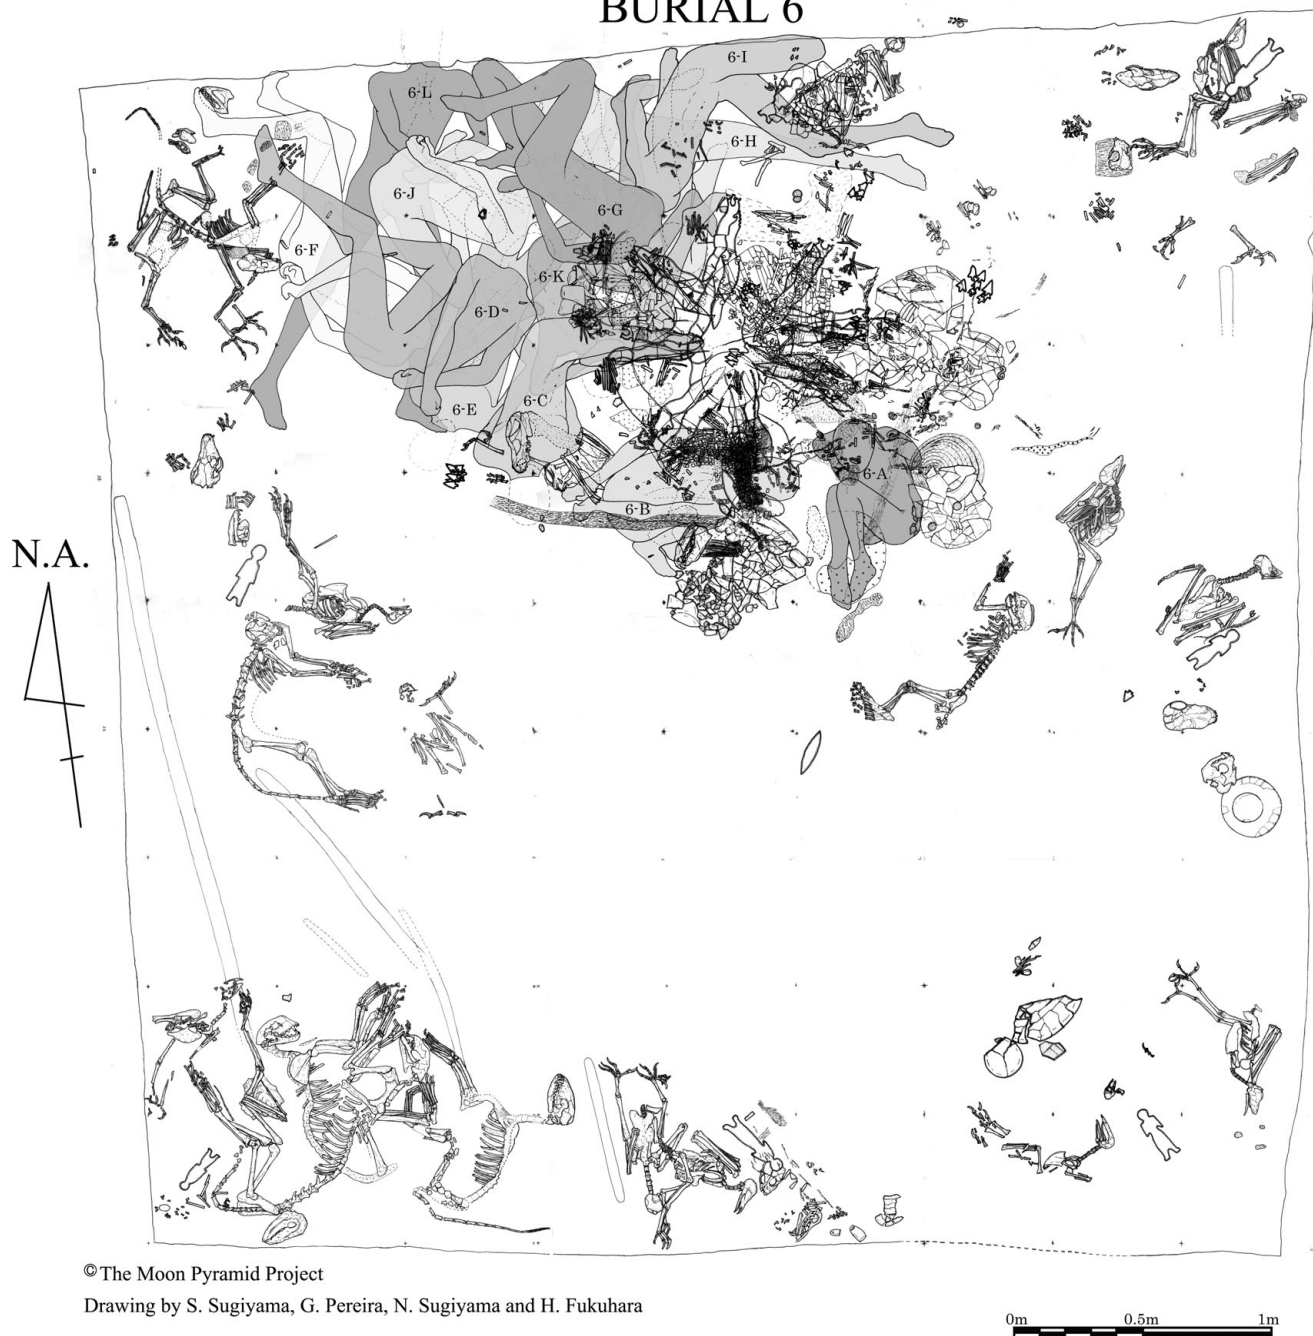 BURIAL 6
6-I
6-L
6-H
6-J
6-G
6-F
6-K
6-D
6-E
6-C
6-A
6-B
N.A.
©The Moon Pyramid Project
Drawing by S. Sugiyama, G. Pereira, N. Sugiyama and H. Fukuhara
0m 0.5m 1m